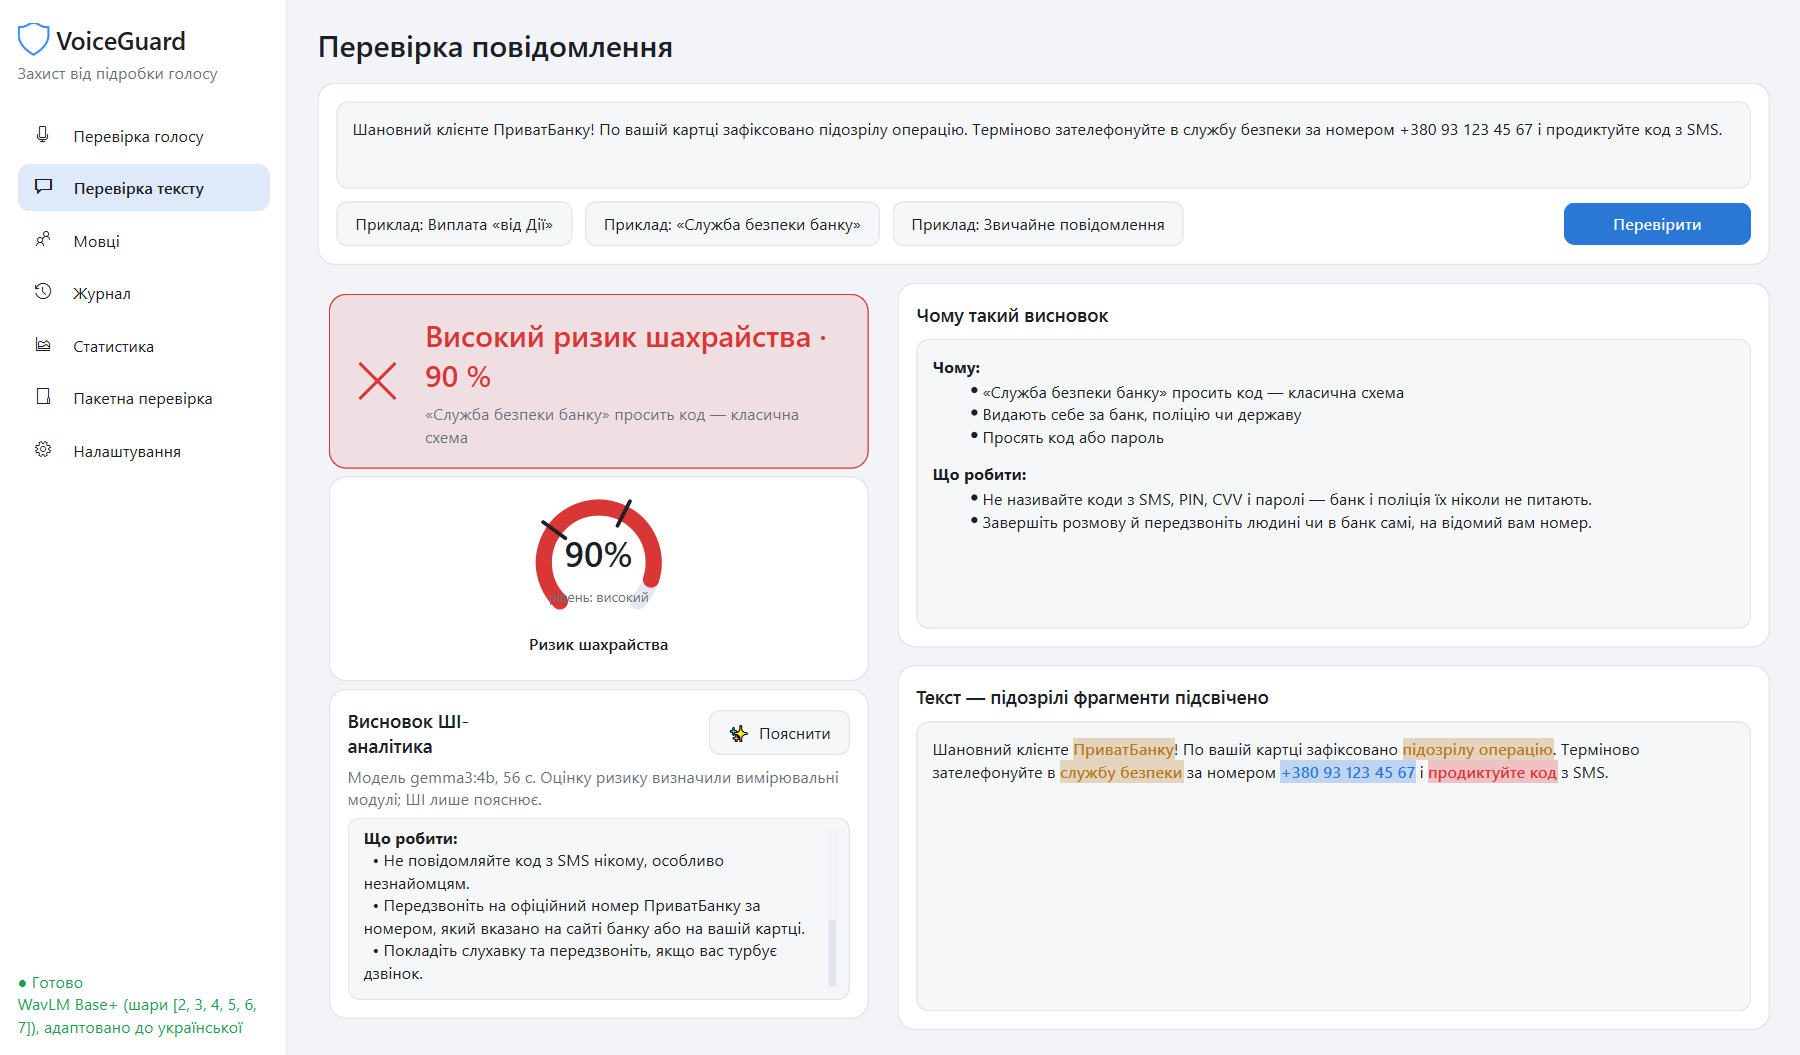 VoiceGuard
Захист від підробки голосу
Перевірка голосу
Перевірка тексту
Мовці
Журнал
Статистика
Пакетна перевірка
Налаштування
● Готово
WavLM Base+ (шари [2, 3, 4, 5, 6,
7]), адаптовано до української
Перевірка повідомлення
Шановний клієнте ПриватБанку! По вашій картці зафіксовано підозрілу операцію. Терміново зателефонуйте в службу безпеки за номером +380 93 123 45 67 і продиктуйте код з SMS.
Приклад: Виплата «від Дії»
Приклад: «Служба безпеки банку»
Приклад: Звичайне повідомлення
Перевірити
Високий ризик шахрайства ·
90 %
«Служба безпеки банку» просить код — класична
схема
90%
рівень: високий
Ризик шахрайства
Висновок ШІ-
аналітика
Пояснити
Модель gemma3:4b, 56 с. Оцінку ризику визначили вимірювальні
модулі; ШІ лише пояснює.
Що робити:
• Не повідомляйте код з SMS нікому, особливо
незнайомцям.
• Передзвоніть на офіційний номер ПриватБанку за
номером, який вказано на сайті банку або на вашій картці.
• Покладіть слухавку та передзвоніть, якщо вас турбує
дзвінок.
Чому такий висновок
Чому:
• «Служба безпеки банку» просить код — класична схема
• Видають себе за банк, поліцію чи державу
• Просять код або пароль
Що робити:
• Не називайте коди з SMS, PIN, CVV і паролі — банк і поліція їх ніколи не питають.
• Завершіть розмову й передзвоніть людині чи в банк самі, на відомий вам номер.
Текст — підозрілі фрагменти підсвічено
Шановний клієнте ПриватБанку! По вашій картці зафіксовано підозрілу операцію. Терміново
зателефонуйте в службу безпеки за номером +380 93 123 45 67 і продиктуйте код з SMS.